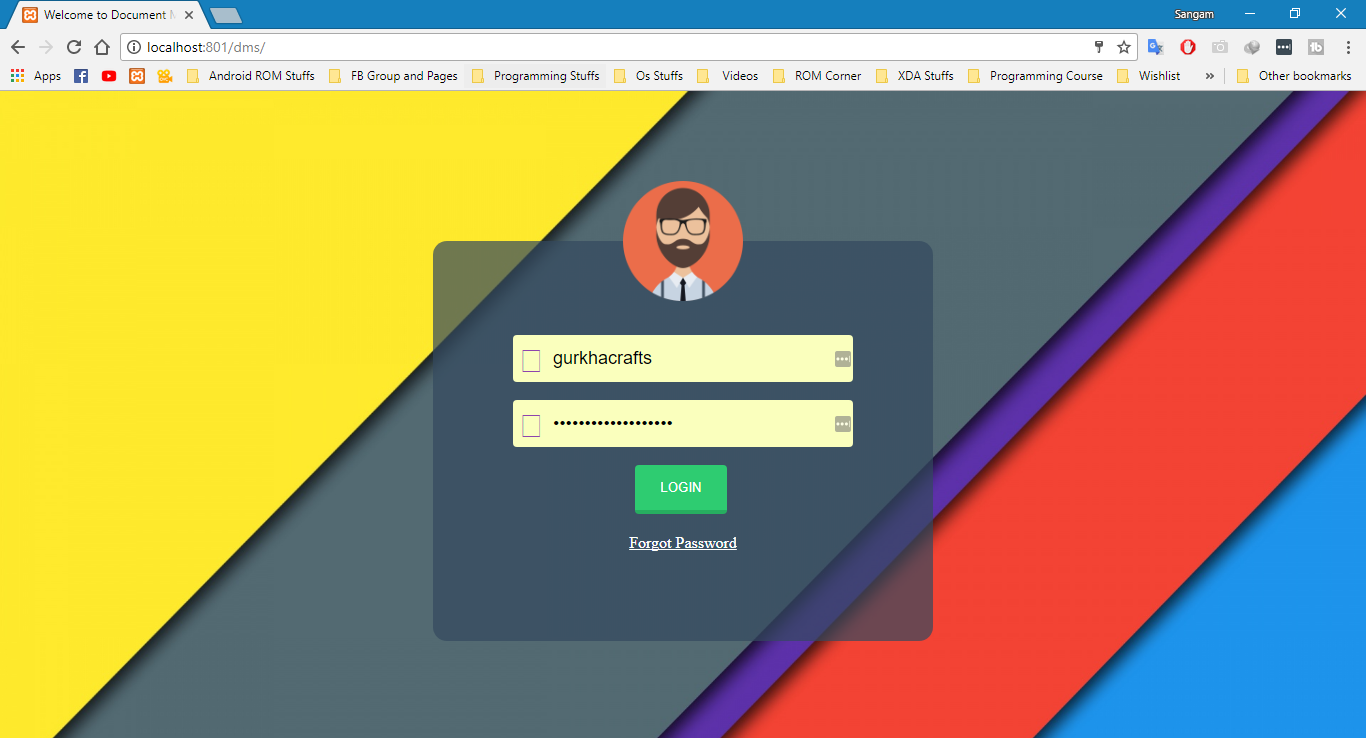 Welcome to Document M
Sangam
localhost:801/dms/
Apps Android ROM Stuffs FB Group and Pages Programming Stuffs Os Stuffs Videos ROM Corner XDA Stuffs Programming Course Wishlist » Other bookmarks
gurkhacrafts
•••••••••••••••••••
LOGIN
Forgot Password